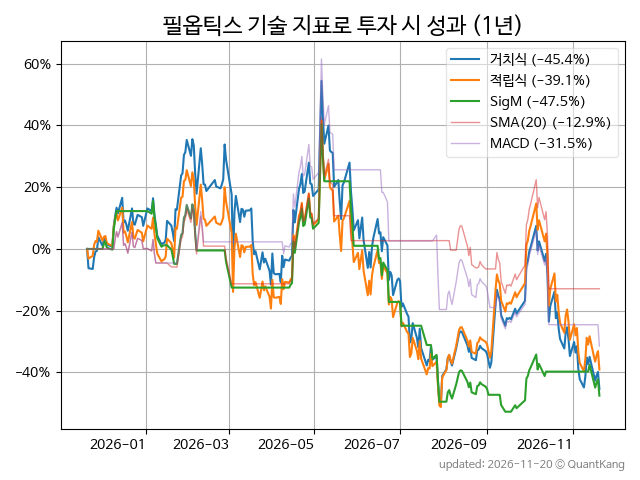 필옵틱스 기술 지표로 투자 시 성과 (1년)
거치식 (−45.4%)
적립식 (−39.1%)
SigM (−47.5%)
SMA(20) (−12.9%)
MACD (−31.5%)
60%
40%
20%
0%
−20%
−40%
2026-01 2026-03 2026-05 2026-07 2026-09 2026-11
updated: 2026-11-20 © QuantKang